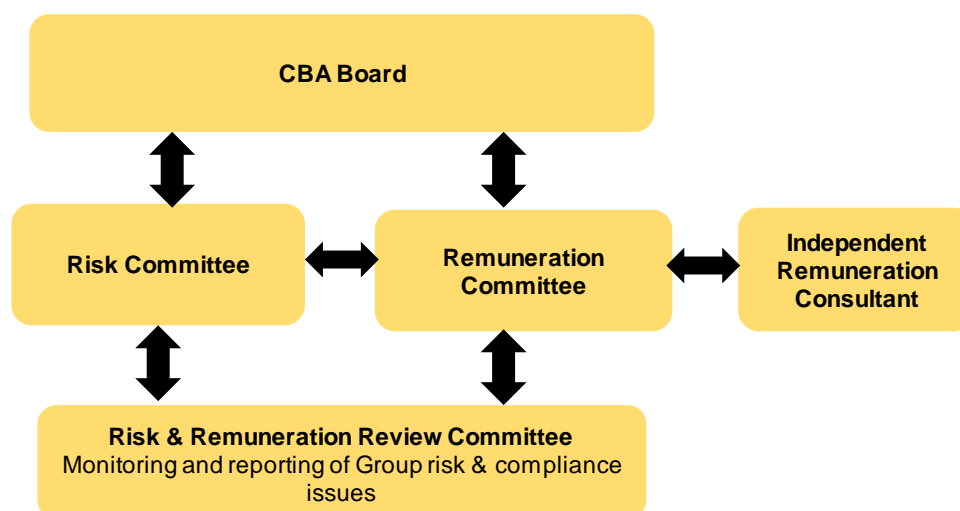 CBA Board
Risk Committee
Remuneration
Committee
Independent
Remuneration
Consultant
Risk & Remuneration Review Committee
Monitoring and reporting of Group risk & compliance
issues